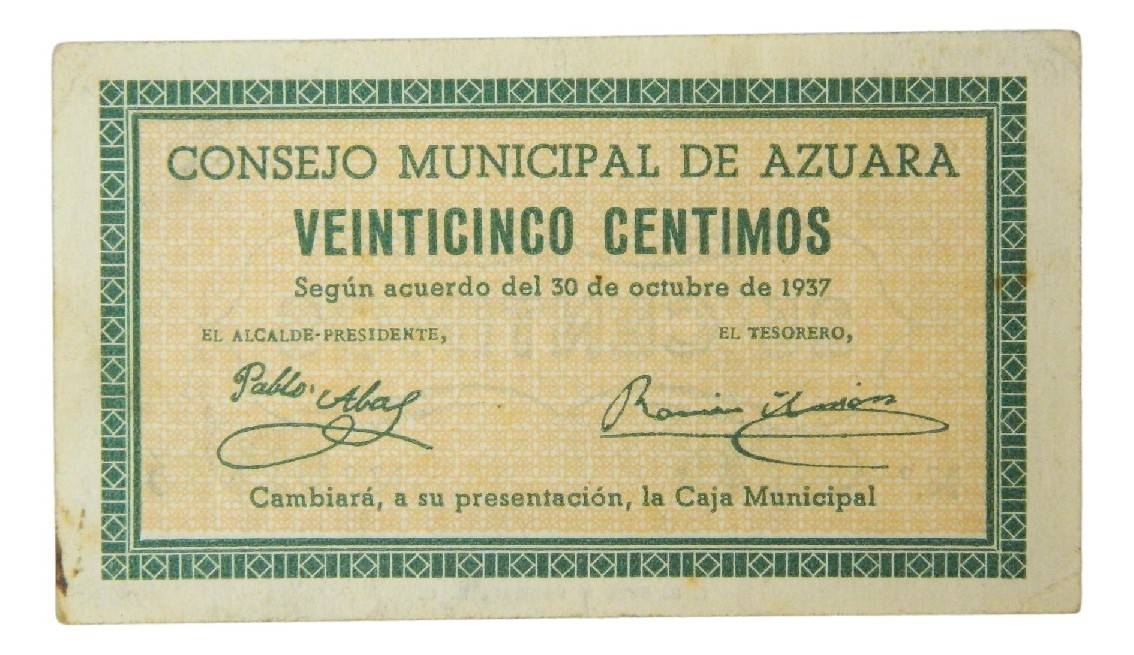 CONSEJO MUNICIPAL DE AZUARA
VEINTICINCO CENTIMOS
Según acuerdo del 30 de octubre de 1937
EL ALCALDE-PRESIDENTE, EL TESORERO,
Pablo Abad
Cambiará, a su presentación, la Caja Municipal